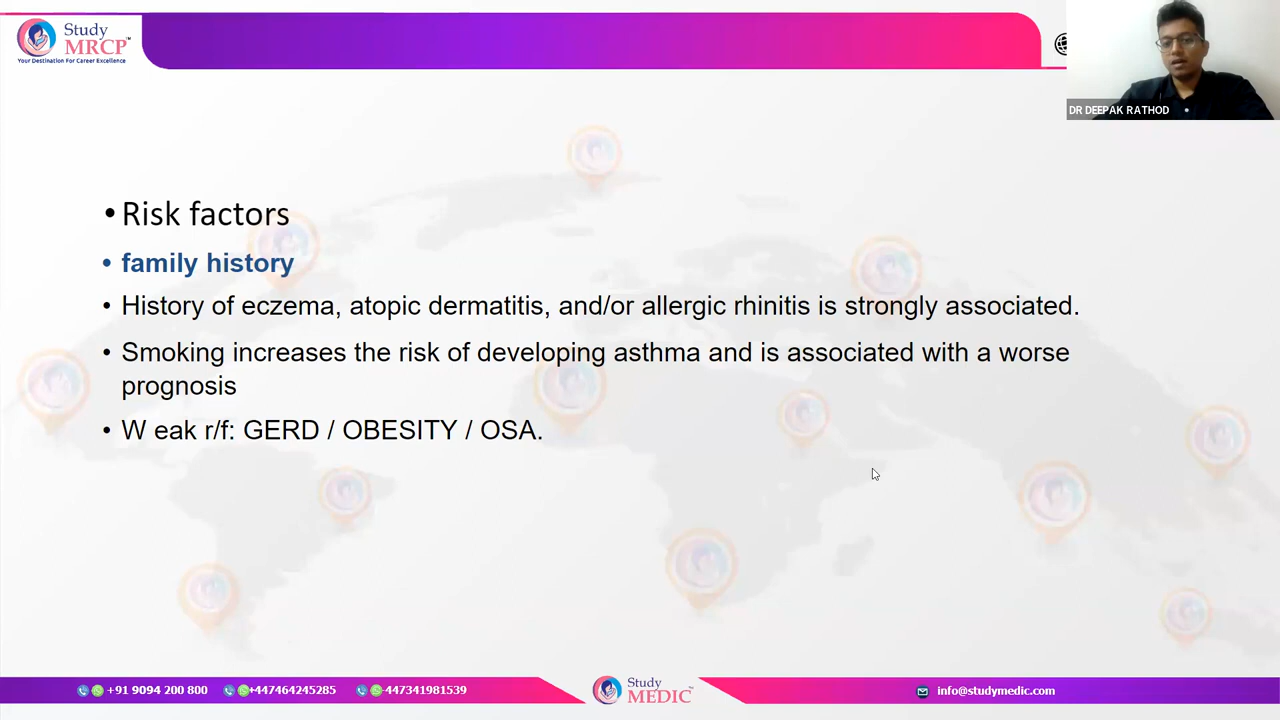 Study
MRCP™
Your Destination For Career Excellence
DR DEEPAK RATHOD
• Risk factors
• family history
• History of eczema, atopic dermatitis, and/or allergic rhinitis is strongly associated.
• Smoking increases the risk of developing asthma and is associated with a worse
prognosis
• W eak r/f: GERD / OBESITY / OSA.
+91 9094 200 800
+447464245285
-447341981539
Study
MEDIC™
info@studymedic.com